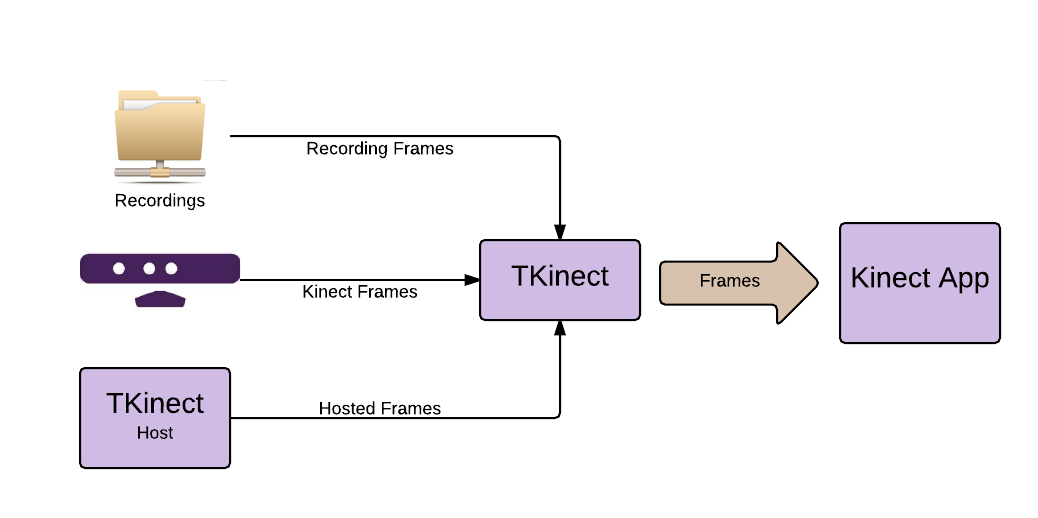 Recording Frames
Recordings
Kinect Frames
TKinect
Frames
Kinect App
TKinect
Host
Hosted Frames